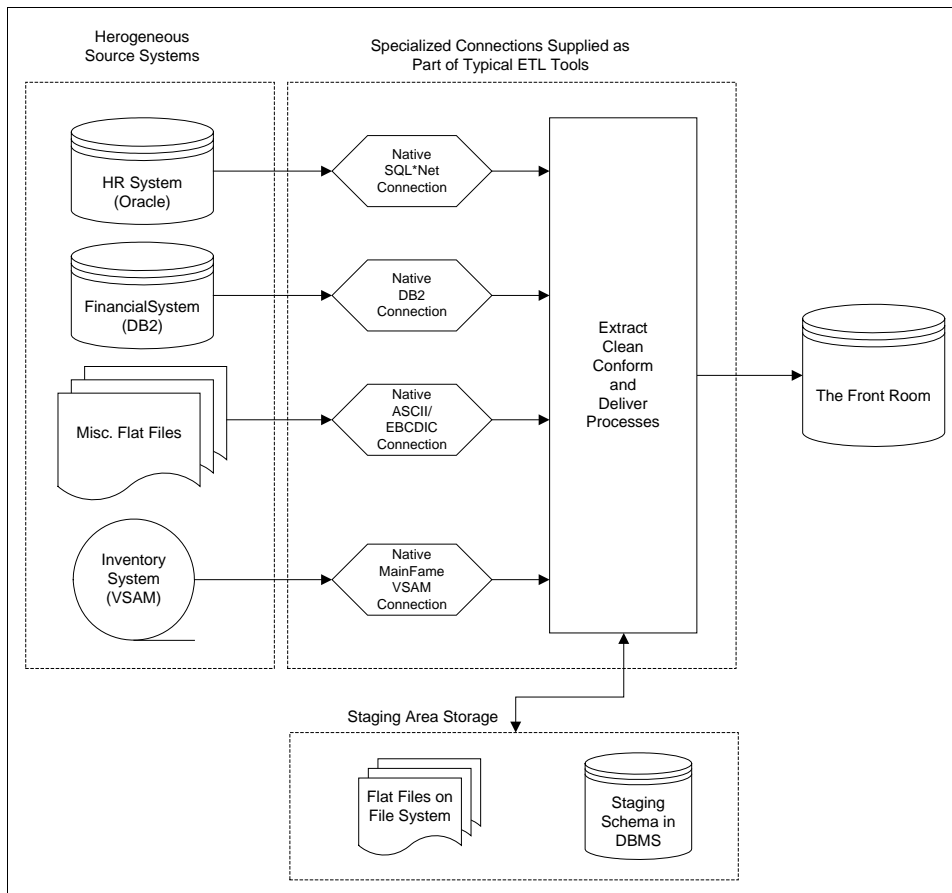 Herogeneous
Source Systems
Specialized Connections Supplied as
Part of Typical ETL Tools
HR System
(Oracle)
Native
SQL*Net
Connection
FinancialSystem
(DB2)
Native
DB2
Connection
Misc. Flat Files
Native
ASCII/
EBCDIC
Connection
Inventory
System
(VSAM)
Native
MainFame
VSAM
Connection
Extract
Clean
Conform
and
Deliver
Processes
The Front Room
Staging Area Storage
Flat Files on
File System
Staging
Schema in
DBMS